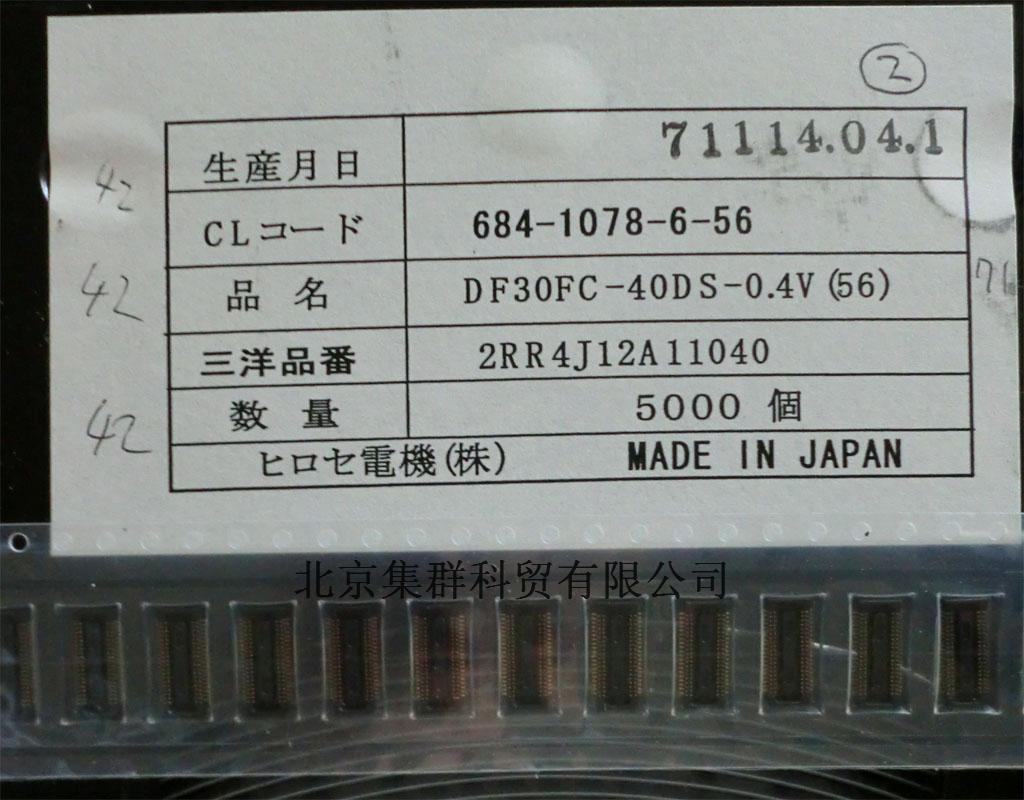 2
生産月日 71114.04.1
42
CLコード 684-1078-6-56
42
品名 DF30FC-40DS-0.4V(56)
三洋品番 2RR4J12A11040
数量 5000 個
42
ヒロセ電機(株) MADE IN JAPAN
北京集群科贸有限公司